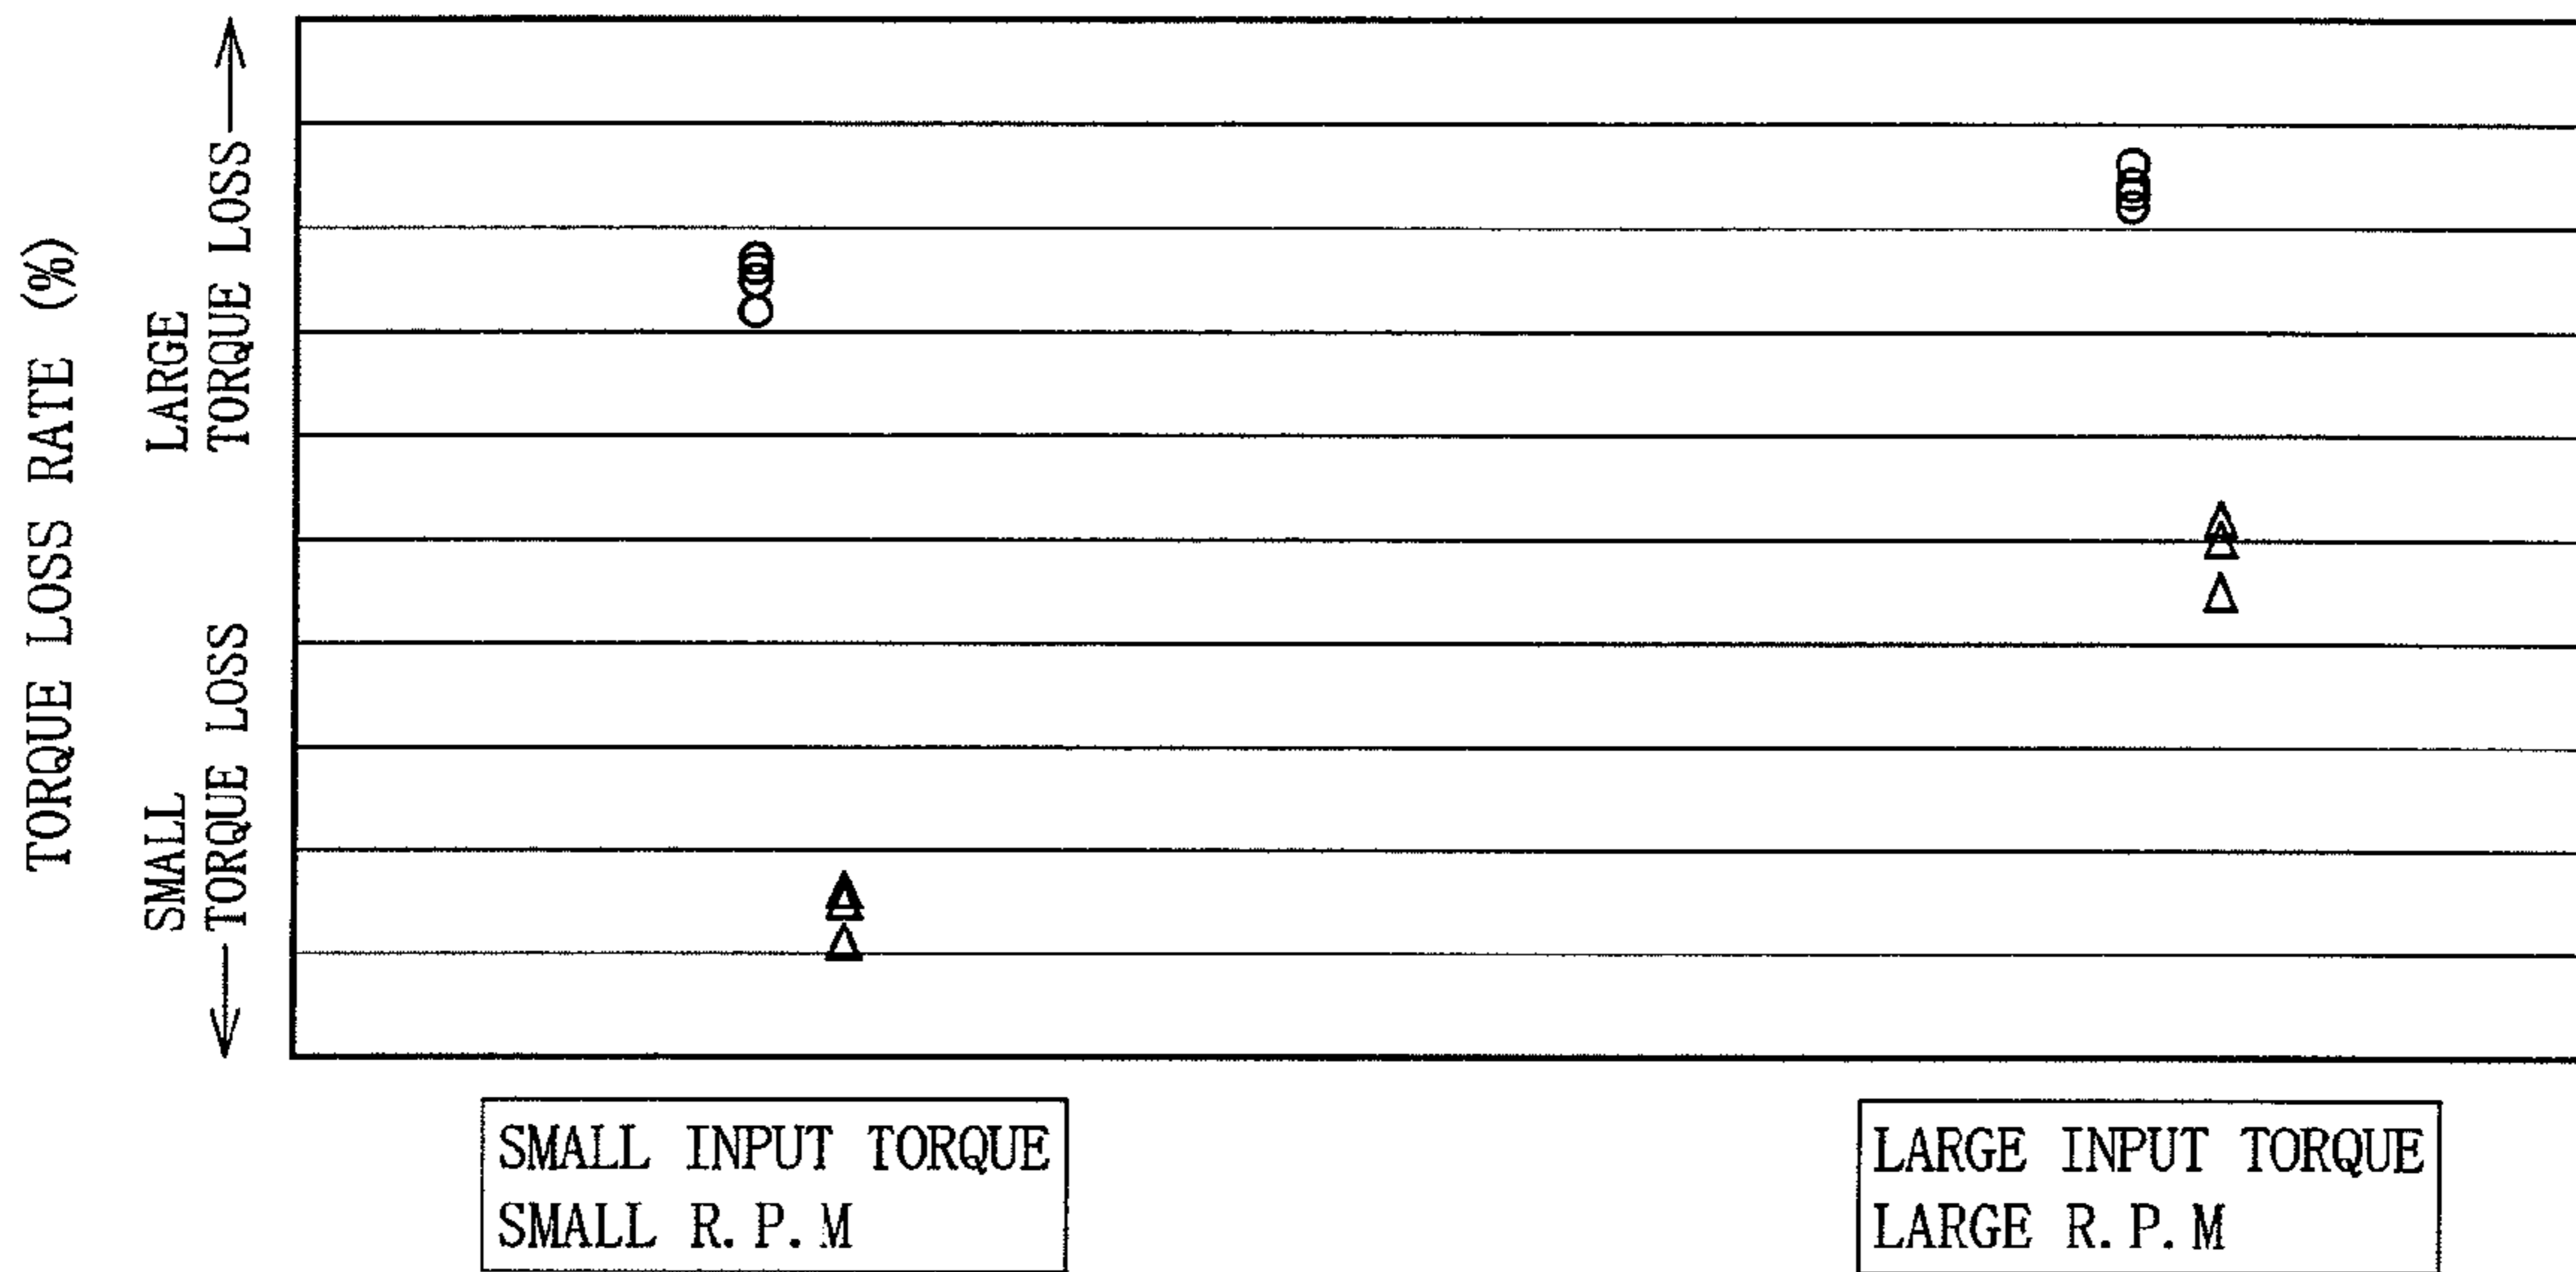 TORQUE LOSS RATE (%)
LARGE
TORQUE LOSS
SMALL
TORQUE LOSS
SMALL INPUT TORQUE
SMALL R.P.M
LARGE INPUT TORQUE
LARGE R.P.M